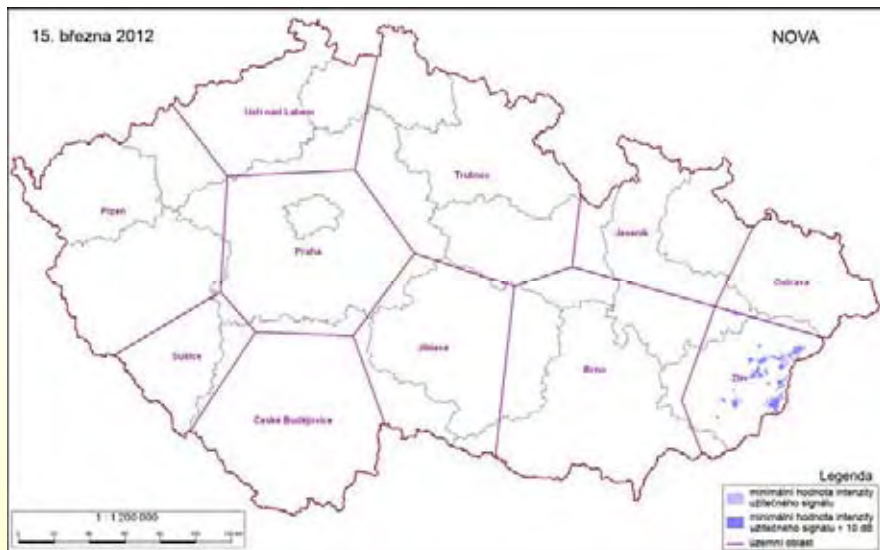 15. března 2012
NOVA
Ústí nad Labem
Trutnov
Plzeň
Praha
Jeseník
Ostrava
Sušice
Jihlava
Brno
Zlín
České Budějovice
Legenda
minimální hodnota intenzity
užitečného signálu
minimální hodnota intenzity
užitečného signálu + 10 dB
územní oblast
1 : 1 200 000